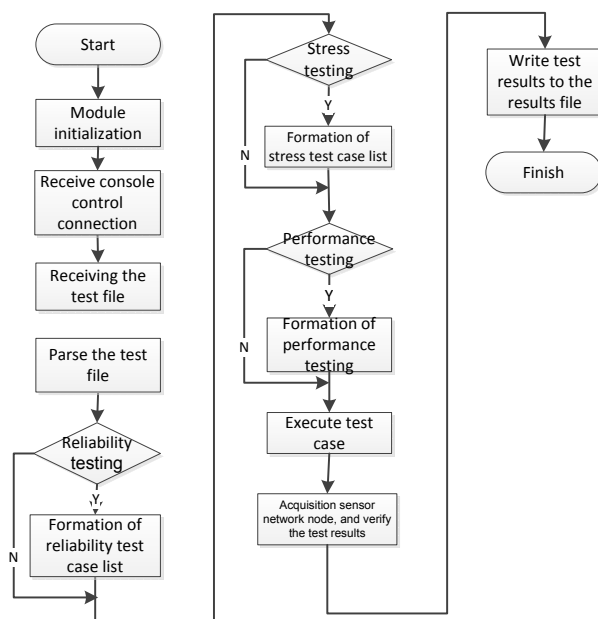 Start
Module
initialization
Receive console
control
connection
Receiving the
test file
Parse the test
file
Reliability
testing
Y
Formation of
reliability test
case list
N
Stress
testing
Y
Formation of
stress test case list
N
Performance
testing
Y
Formation of
performance
testing
N
Execute test
case
Acquisition sensor
network node, and verify
the test results
Write test
results to the
results file
Finish